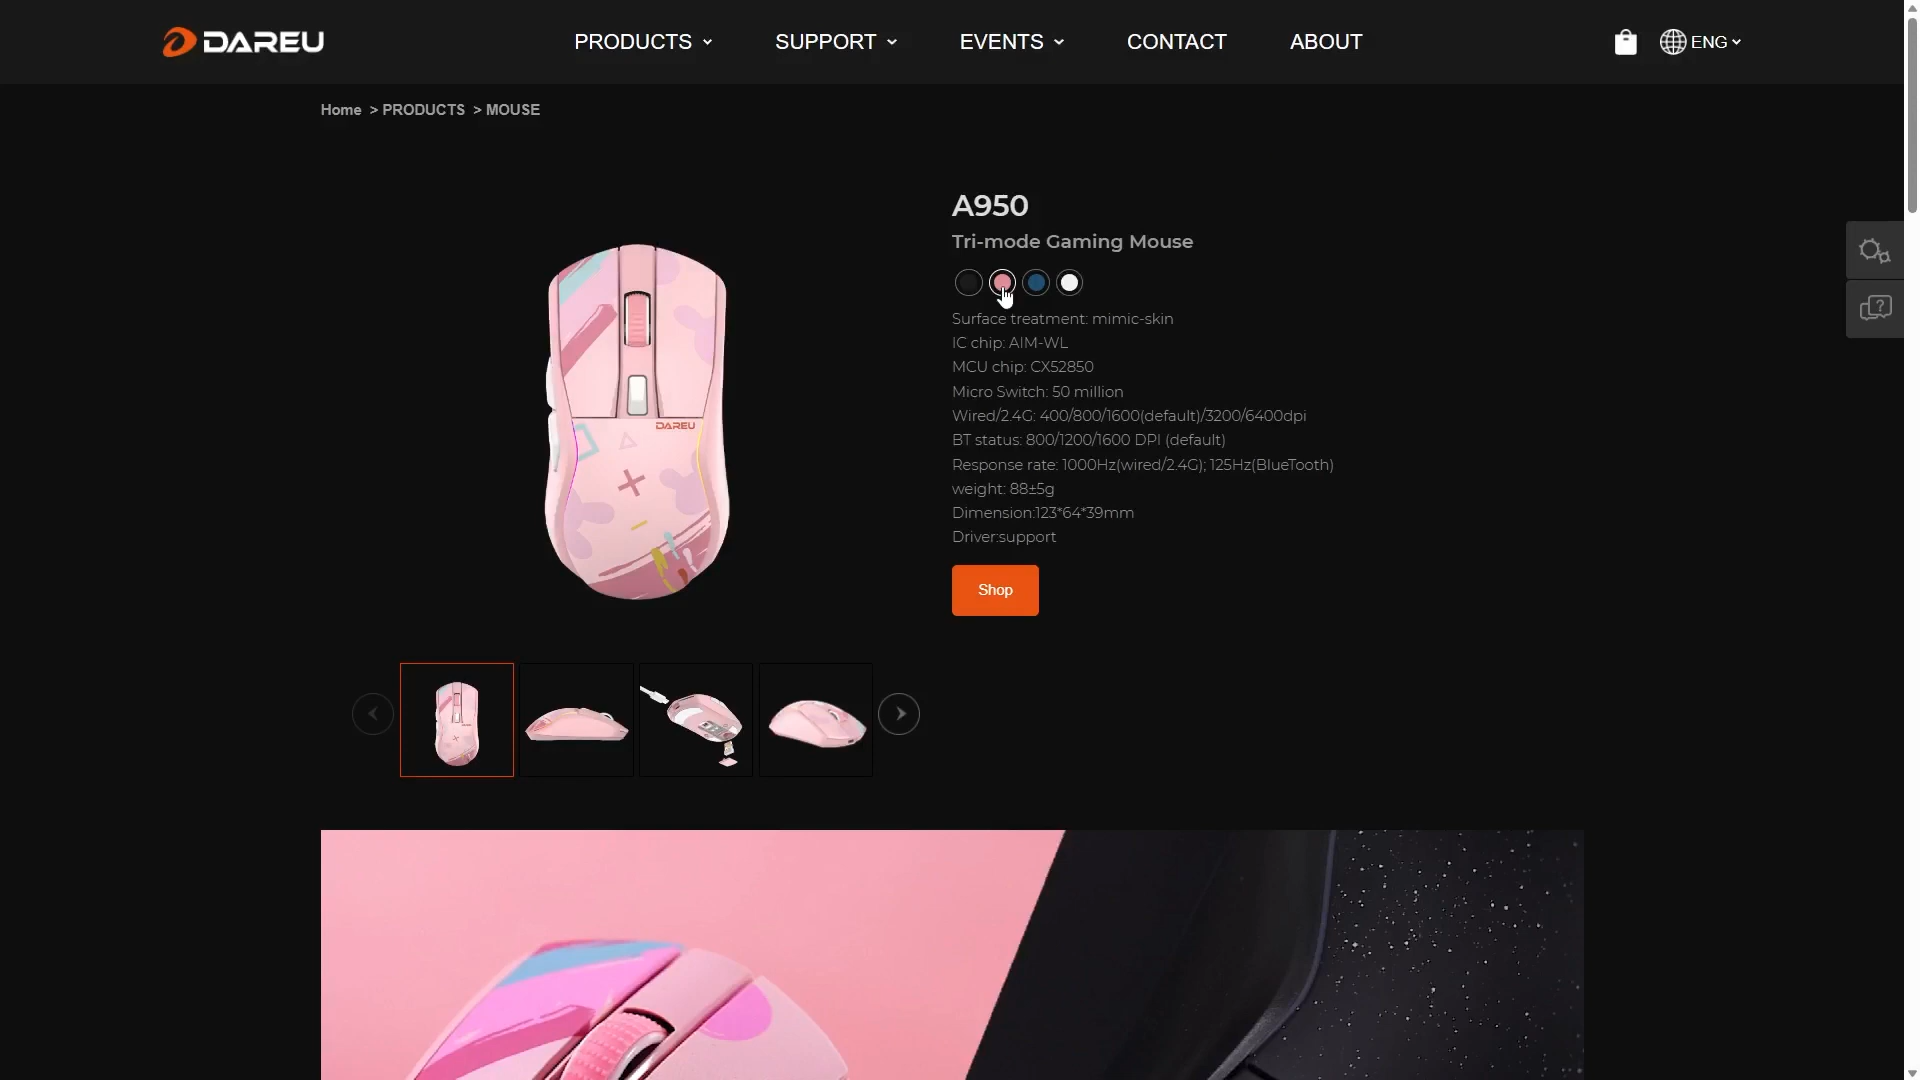 DAREU
PRODUCTS
SUPPORT
EVENTS
CONTACT
ABOUT
ENG
Home > PRODUCTS > MOUSE
A950
Tri-mode Gaming Mouse
Surface treatment: mimic-skin
IC chip: AIM-WL
MCU chip: CX52850
Micro Switch: 50 million
Wired/2.4G: 400/800/1600(default)/3200/6400dpi
BT status: 800/1200/1600 DPI (default)
Response rate: 1000Hz(wired/2.4G); 125Hz(BlueTooth)
weight: 88±5g
Dimension:123*64*39mm
Driver:support
Shop
DAREU